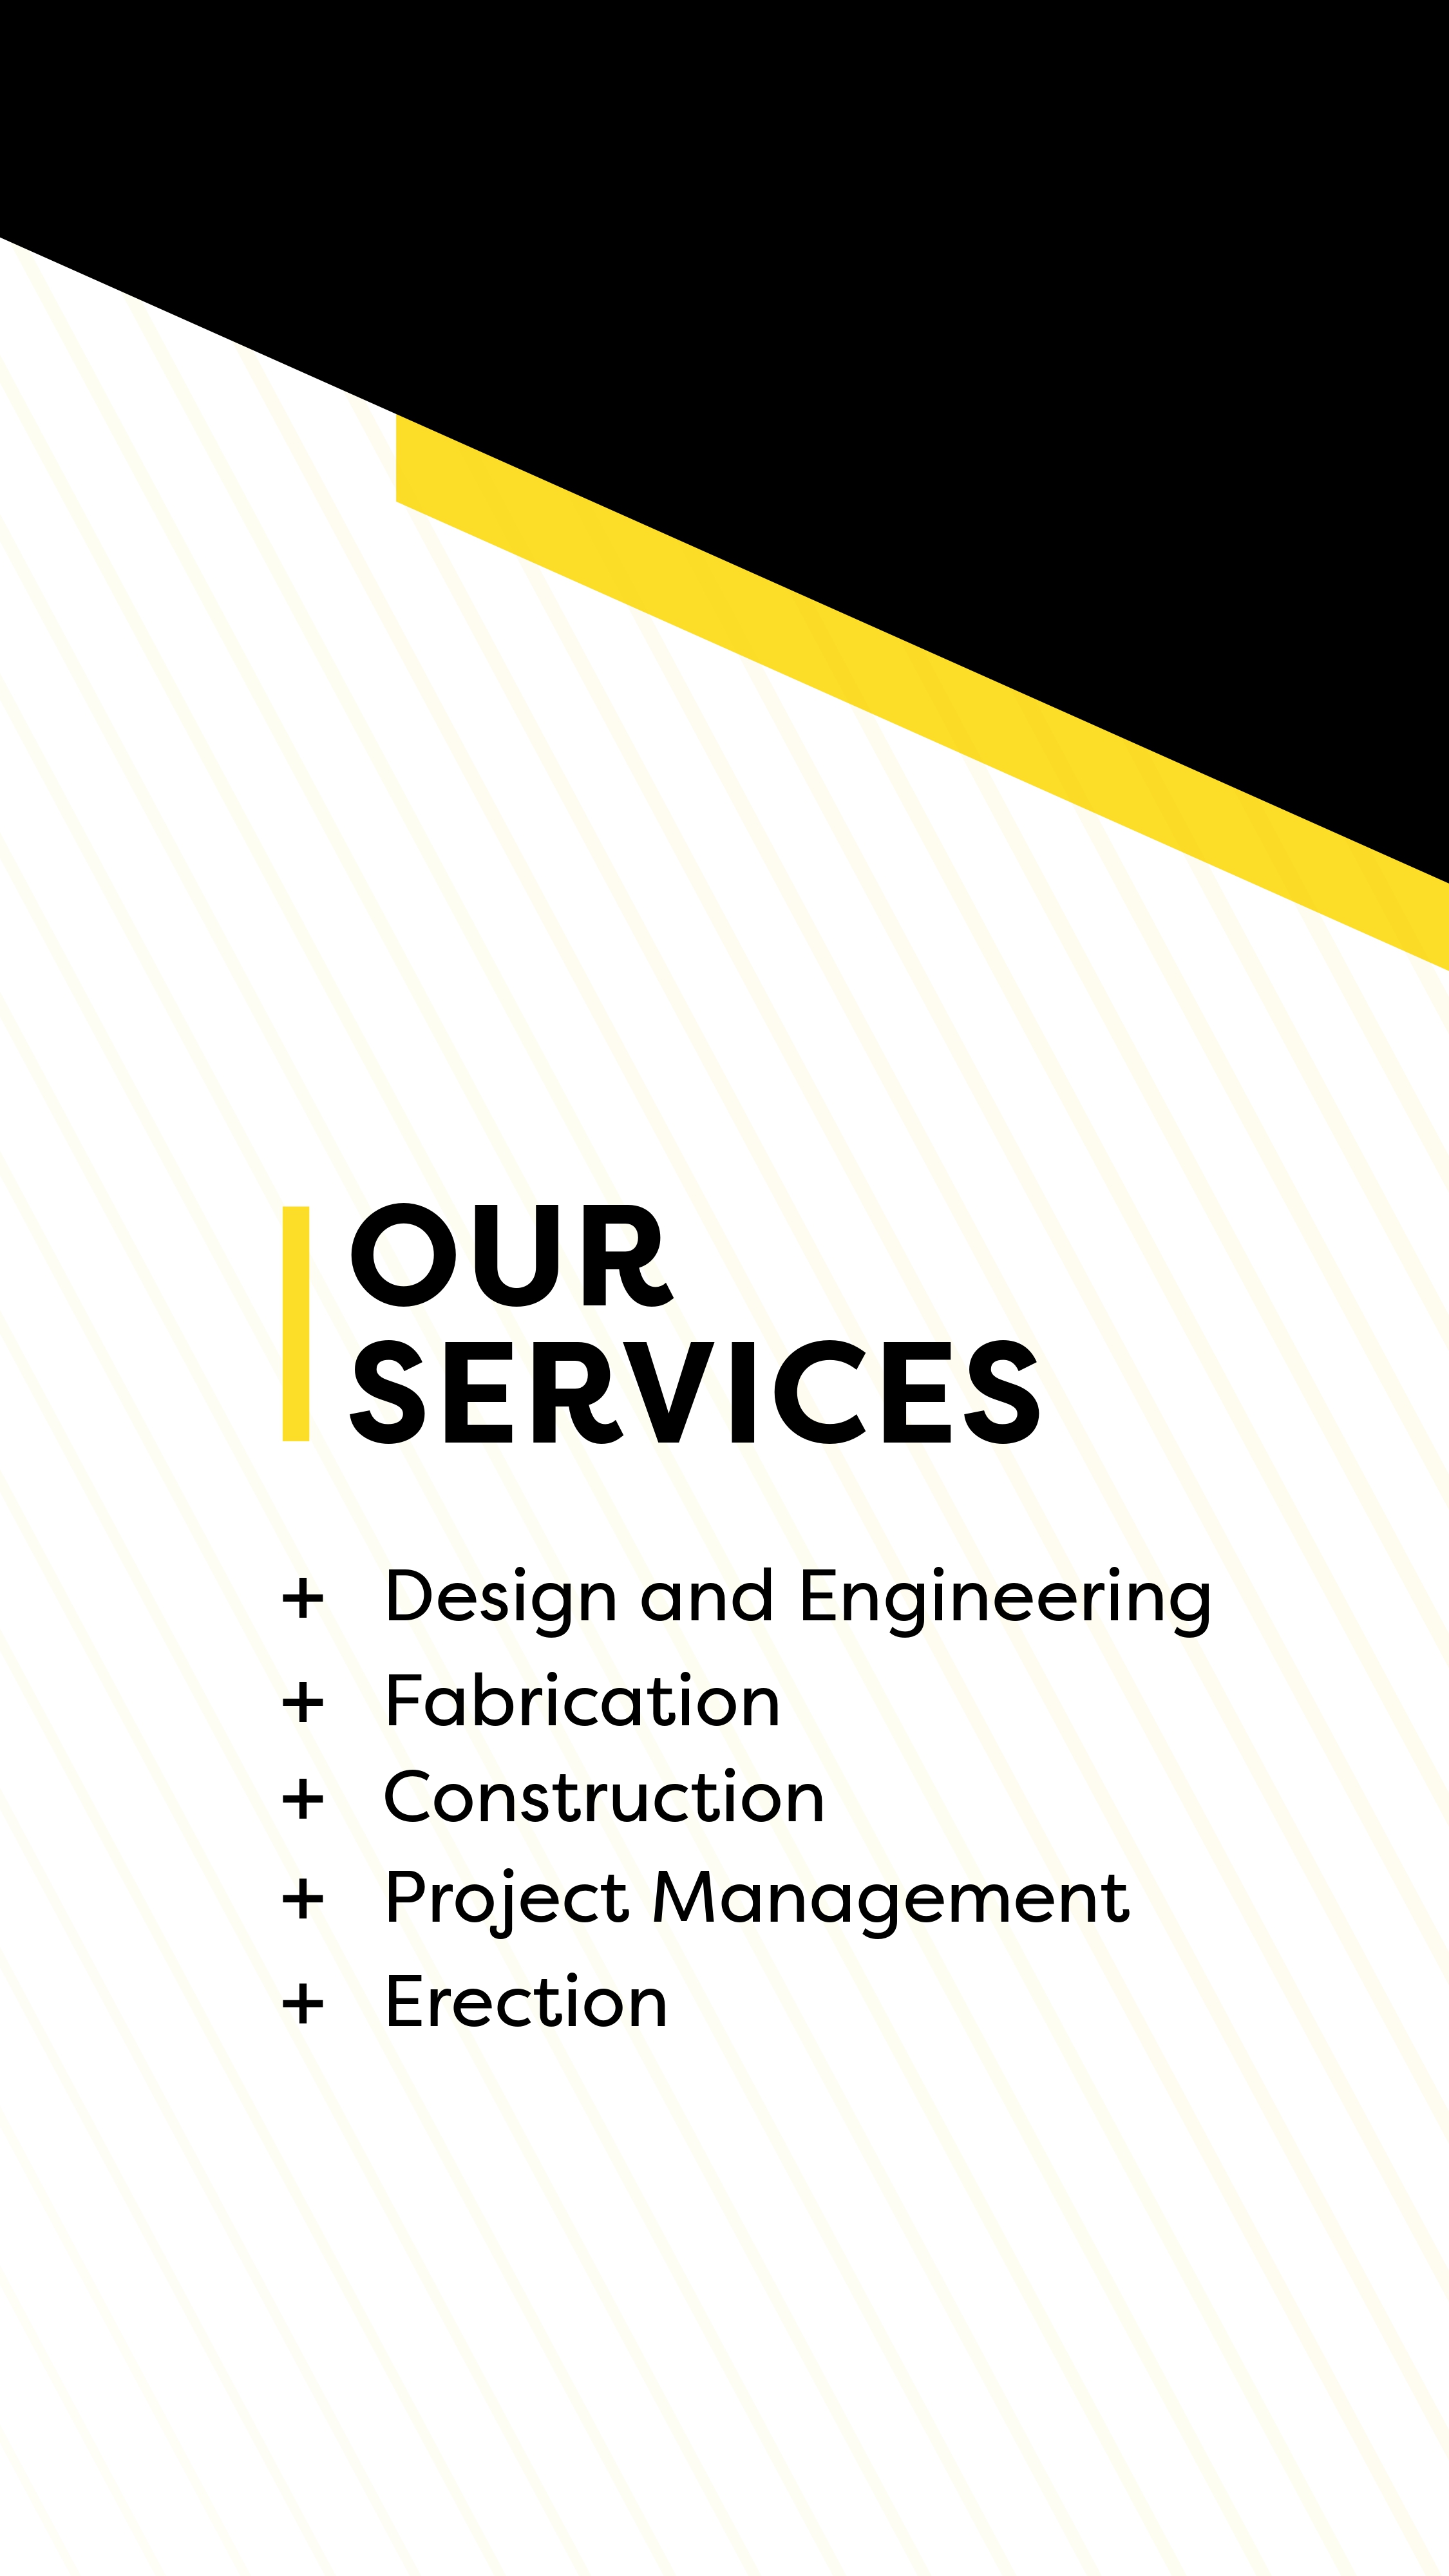 OUR
SERVICES
+ Design and Engineering
+ Fabrication
+ Construction
+ Project Management
+ Erection